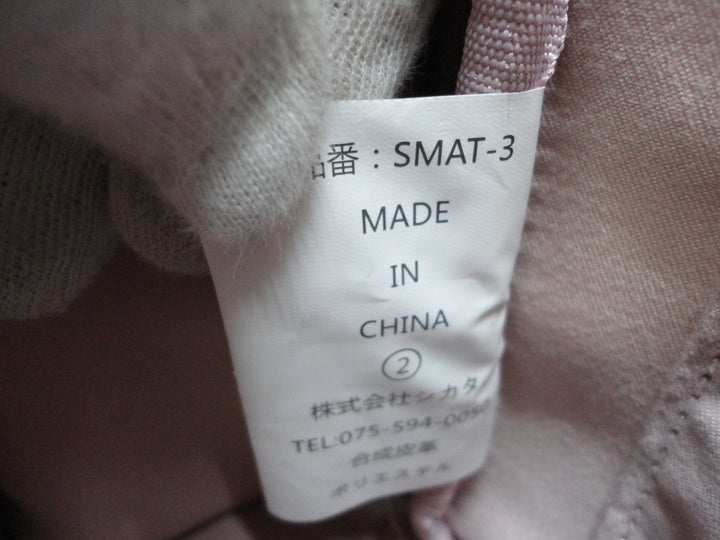 品番：SMAT-3
MADE
IN
CHINA
②
株式会社シカタ
TEL:075-594-0050
合成皮革
ポリエステル